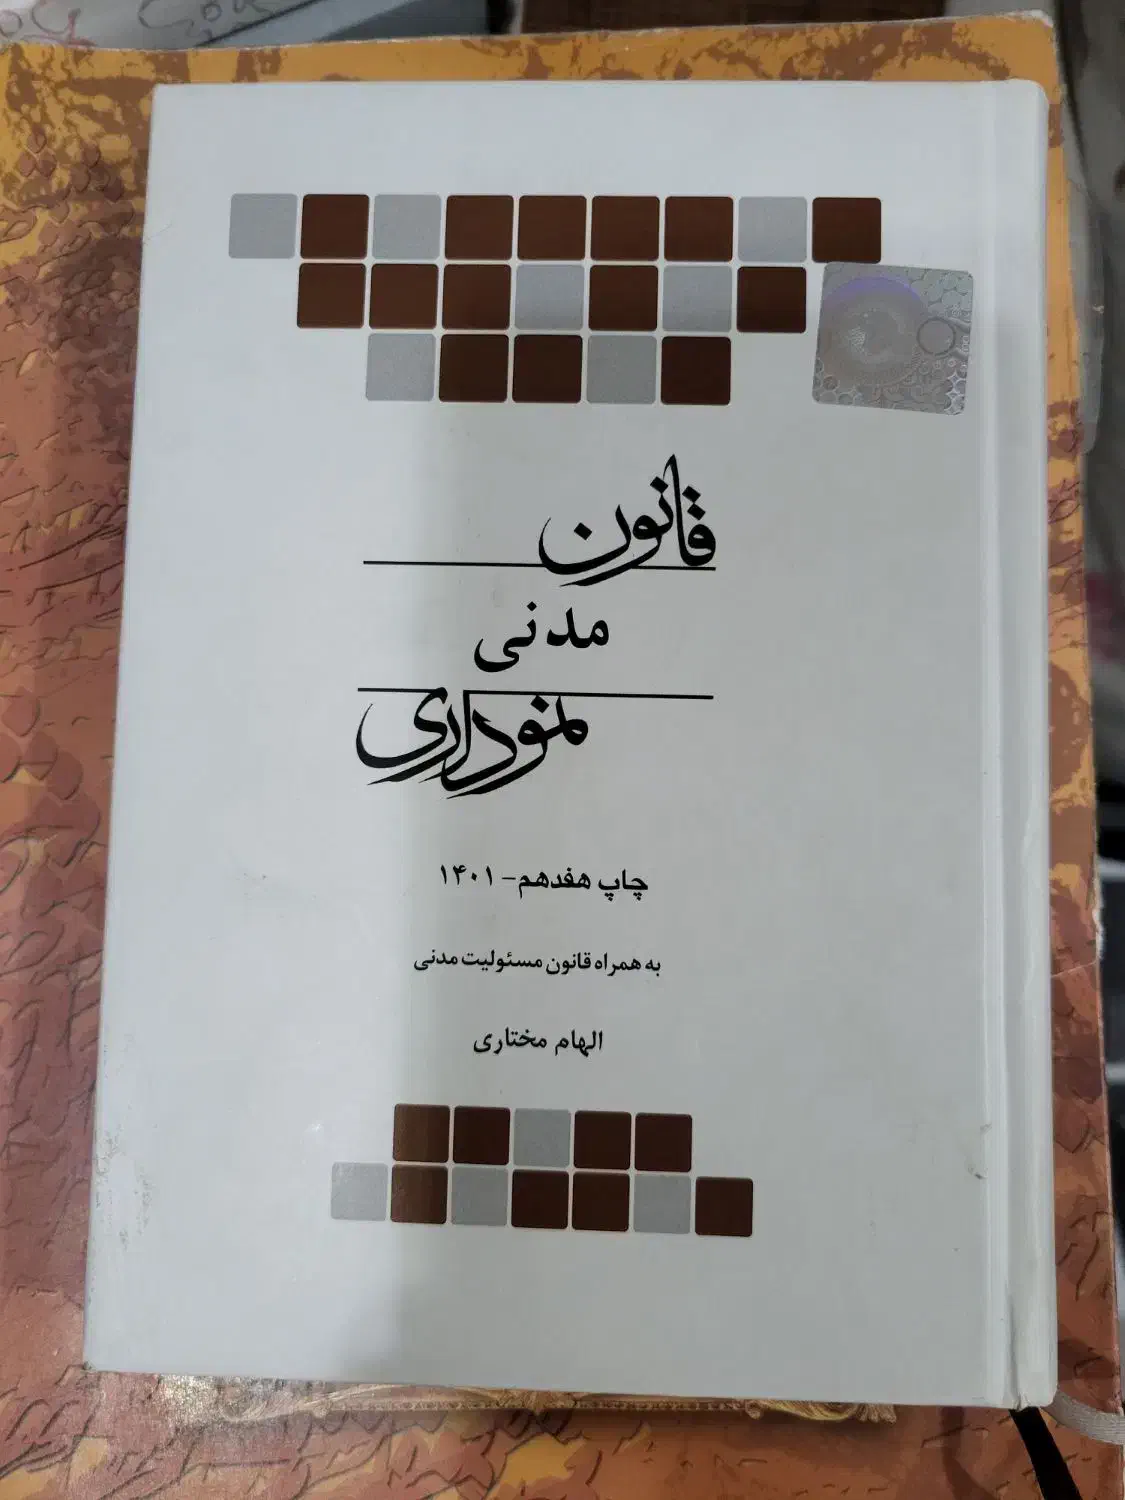 قانون
مدنی
نموداری
چاپ هفدهم - ۱۴۰۱
به همراه قانون مسئولیت مدنی
الهام مختاری